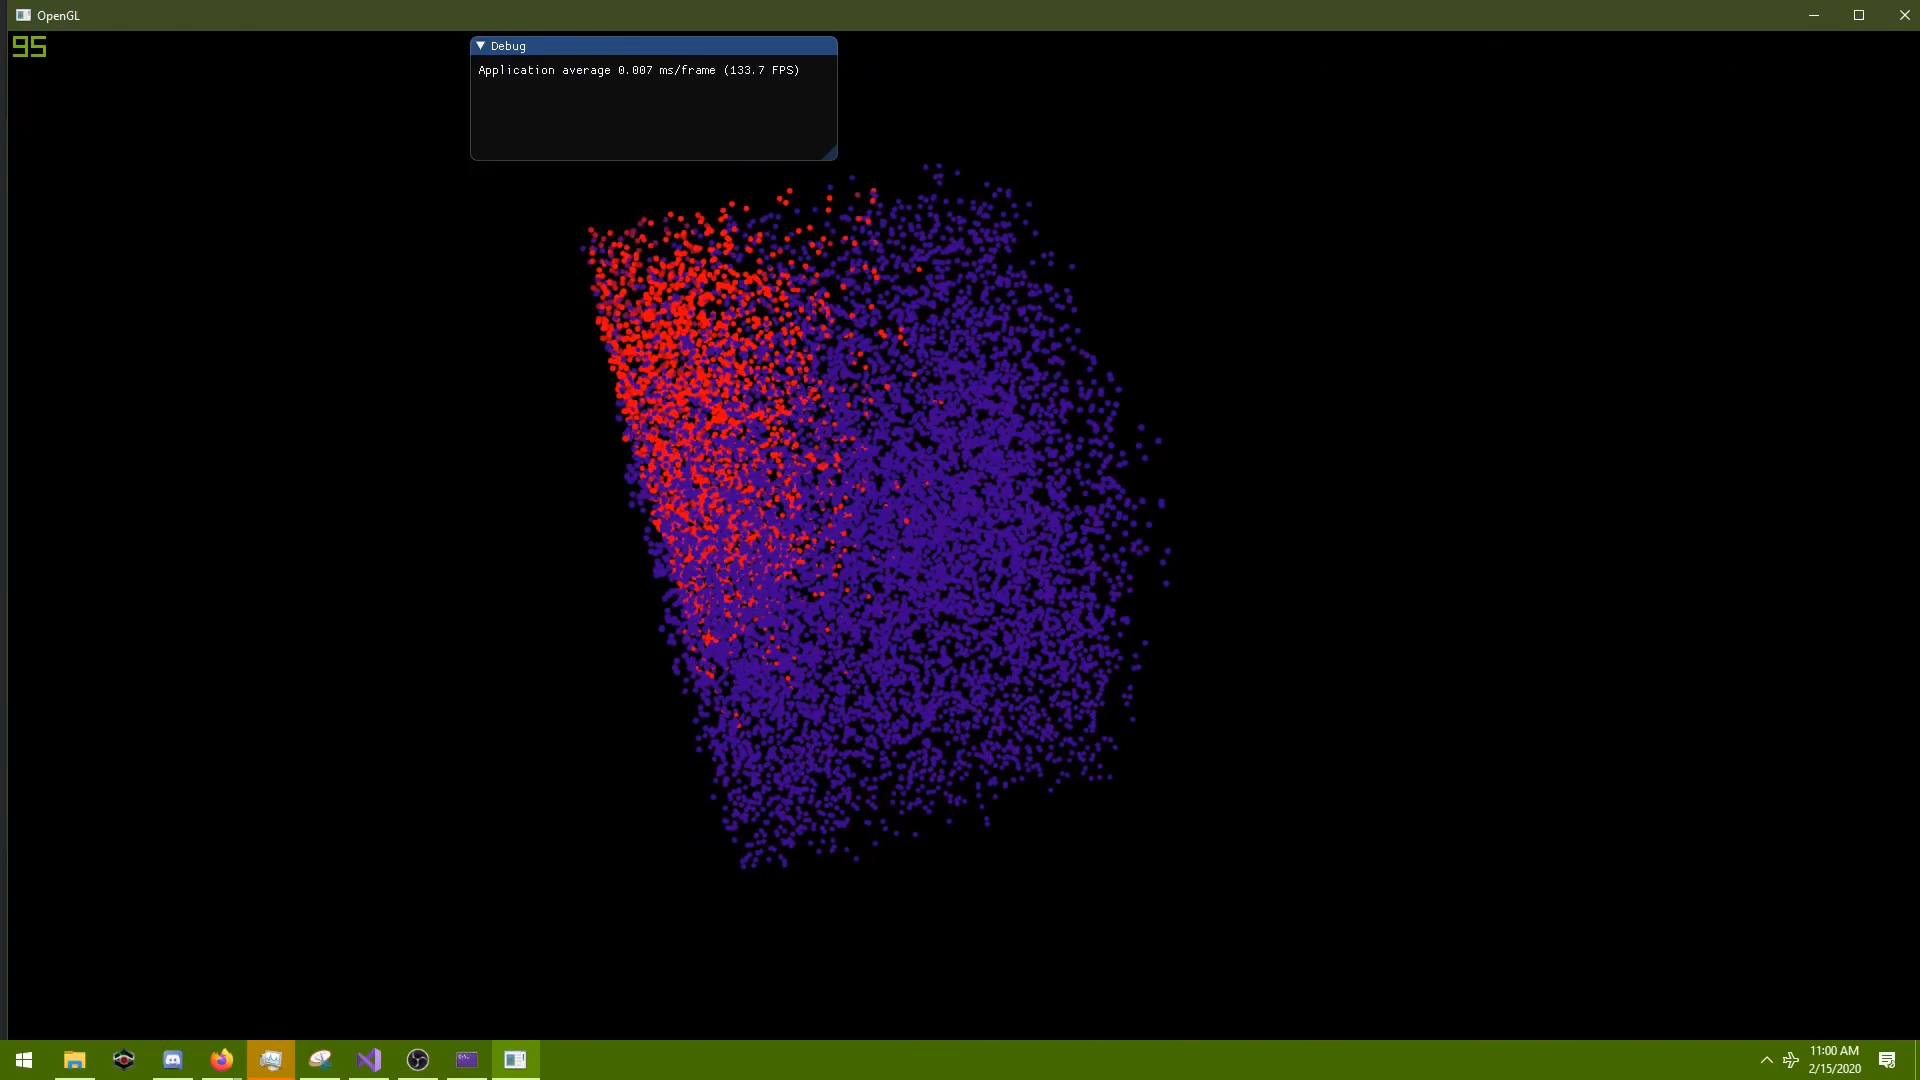 OpenGL
95
Debug
Application average 0.007 ms/frame (133.7 FPS)
11:00 AM
2/15/2020